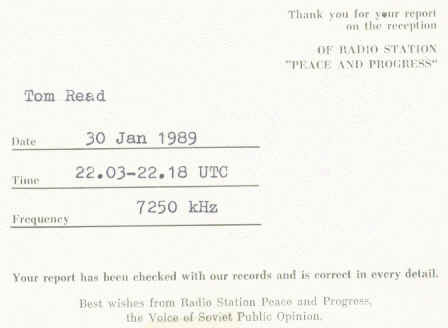 Thank you for your report
on the reception
OF RADIO STATION
"PEACE AND PROGRESS"
Tom Read
Date 30 Jan 1989
Time 22.03-22.18 UTC
Frequency 7250 kHz
Your report has been checked with our records and is correct in every detail.
Best wishes from Radio Station Peace and Progress,
the Voice of Soviet Public Opinion.